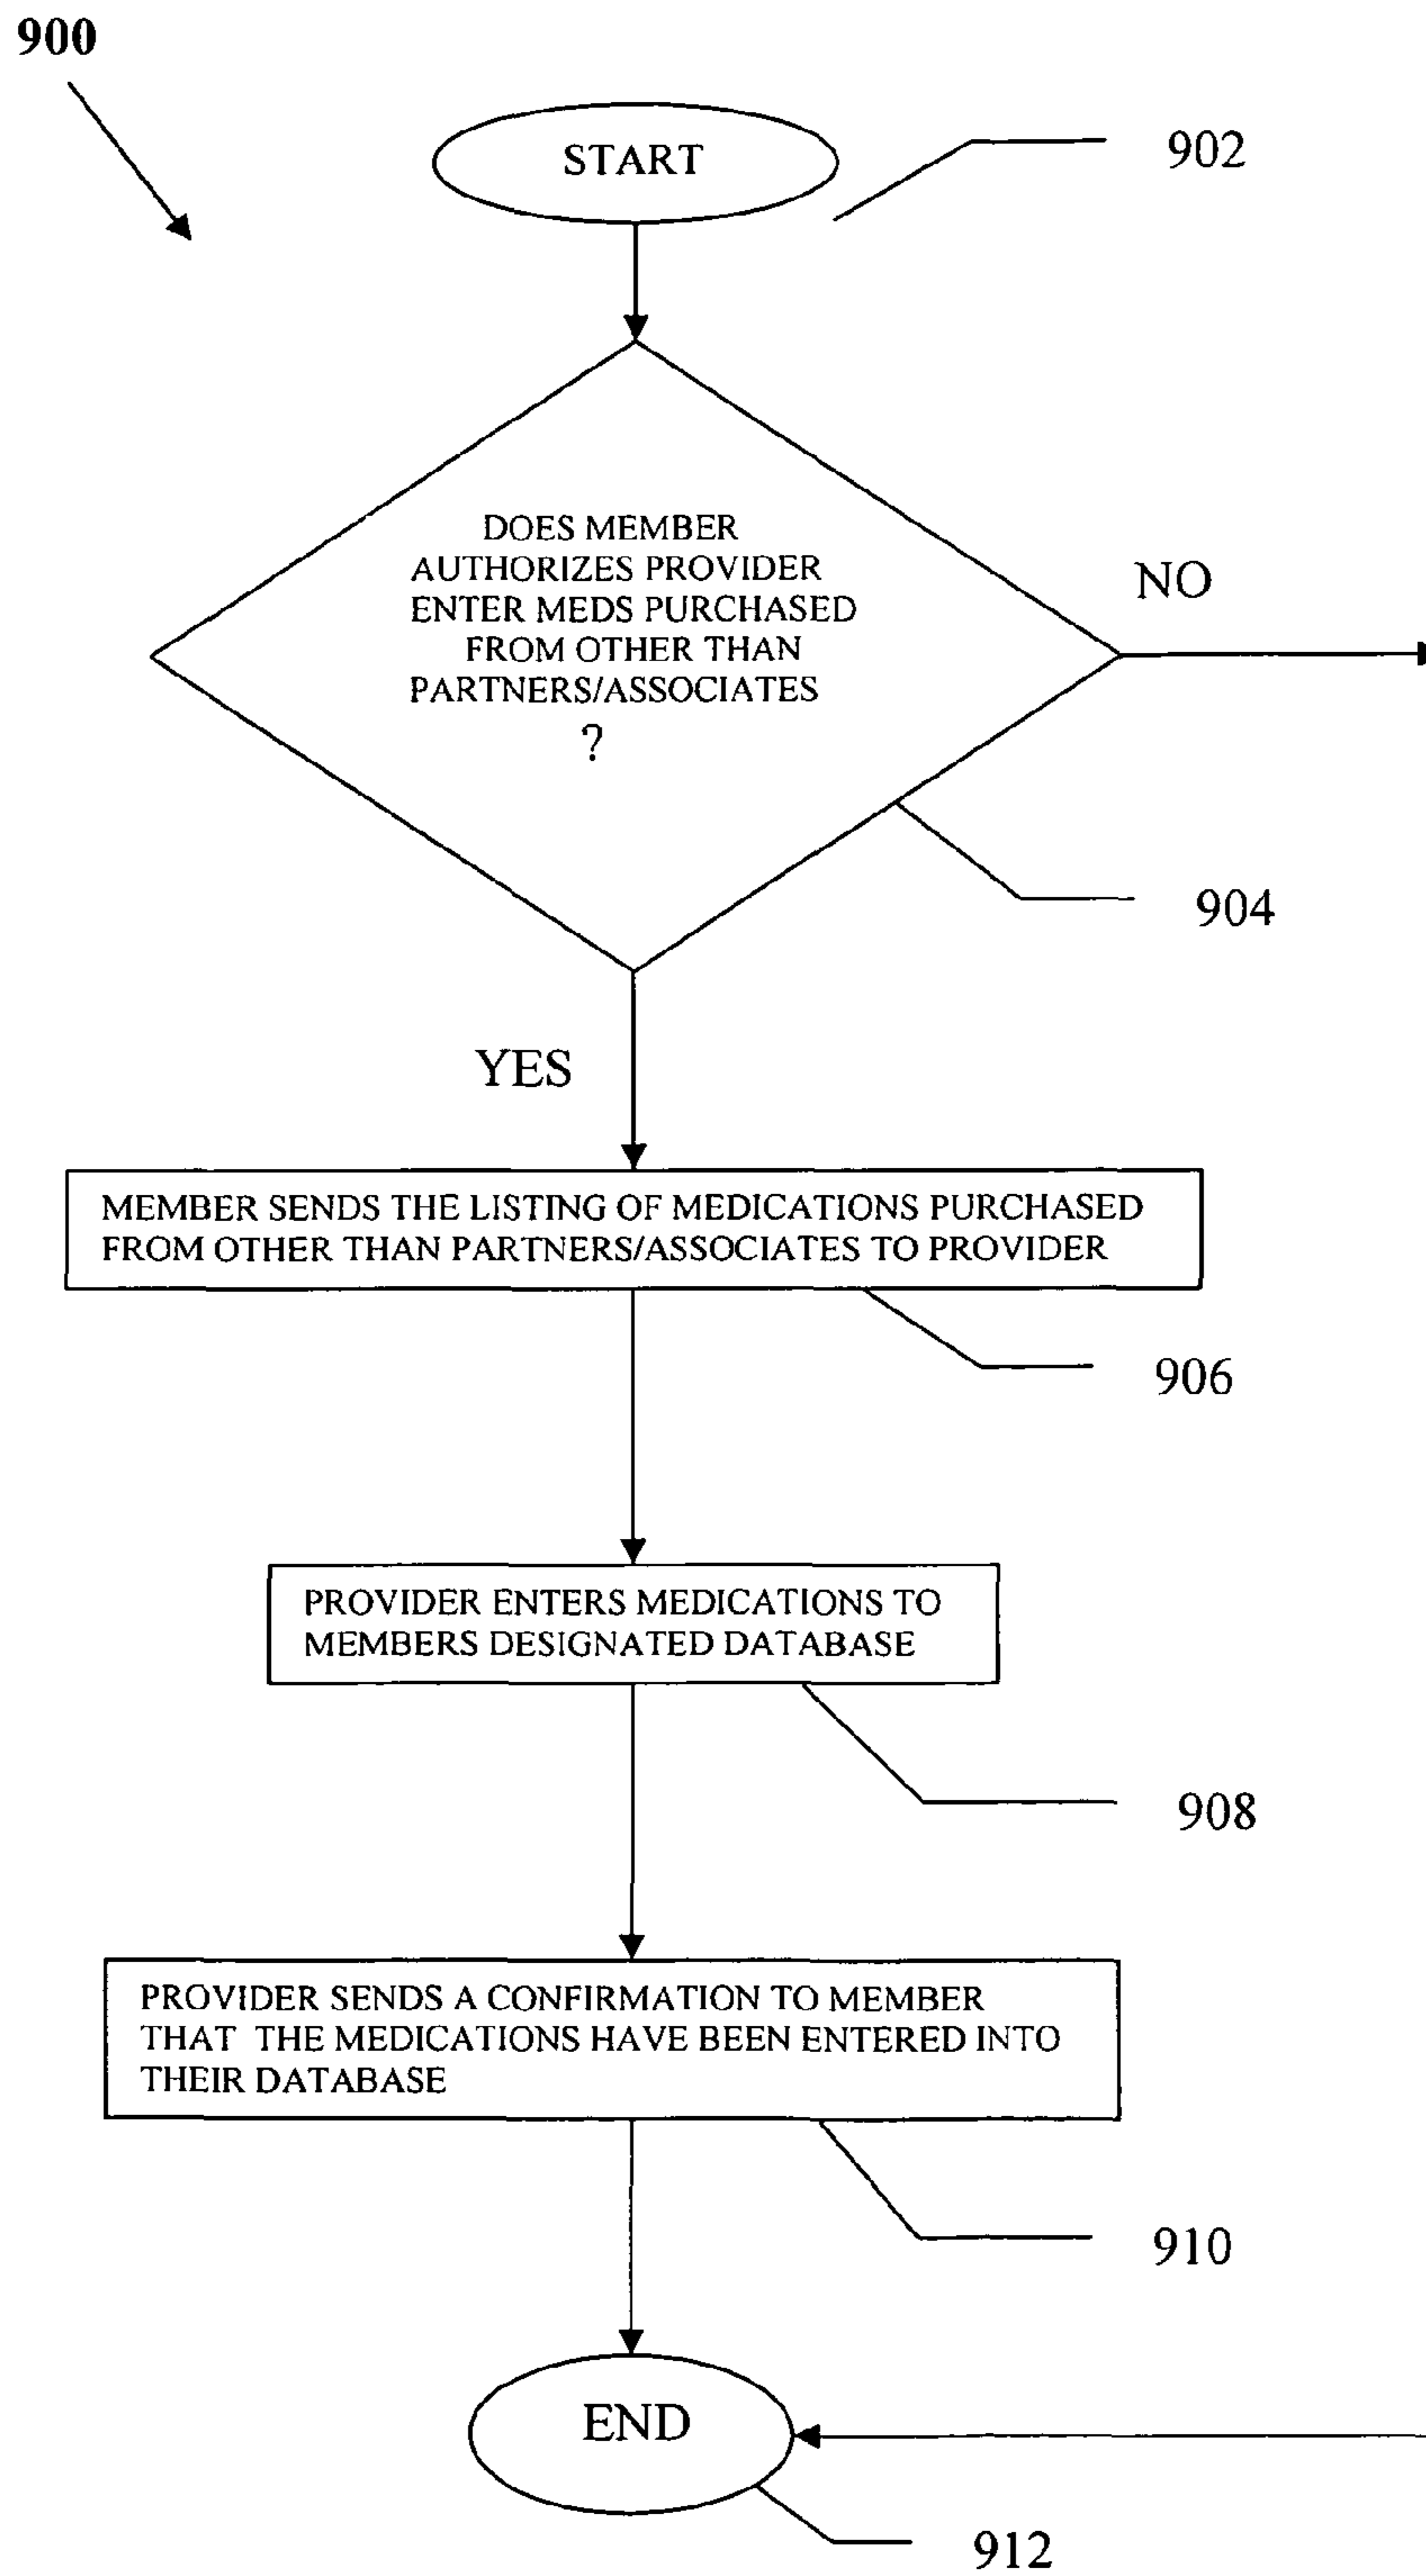 900
START
902
DOES MEMBER
AUTHORIZES PROVIDER
ENTER MEDS PURCHASED
FROM OTHER THAN
PARTNERS/ASSOCIATES
?
NO
904
YES
MEMBER SENDS THE LISTING OF MEDICATIONS PURCHASED
FROM OTHER THAN PARTNERS/ASSOCIATES TO PROVIDER
906
PROVIDER ENTERS MEDICATIONS TO
MEMBERS DESIGNATED DATABASE
908
PROVIDER SENDS A CONFIRMATION TO MEMBER
THAT THE MEDICATIONS HAVE BEEN ENTERED INTO
THEIR DATABASE
910
END
912